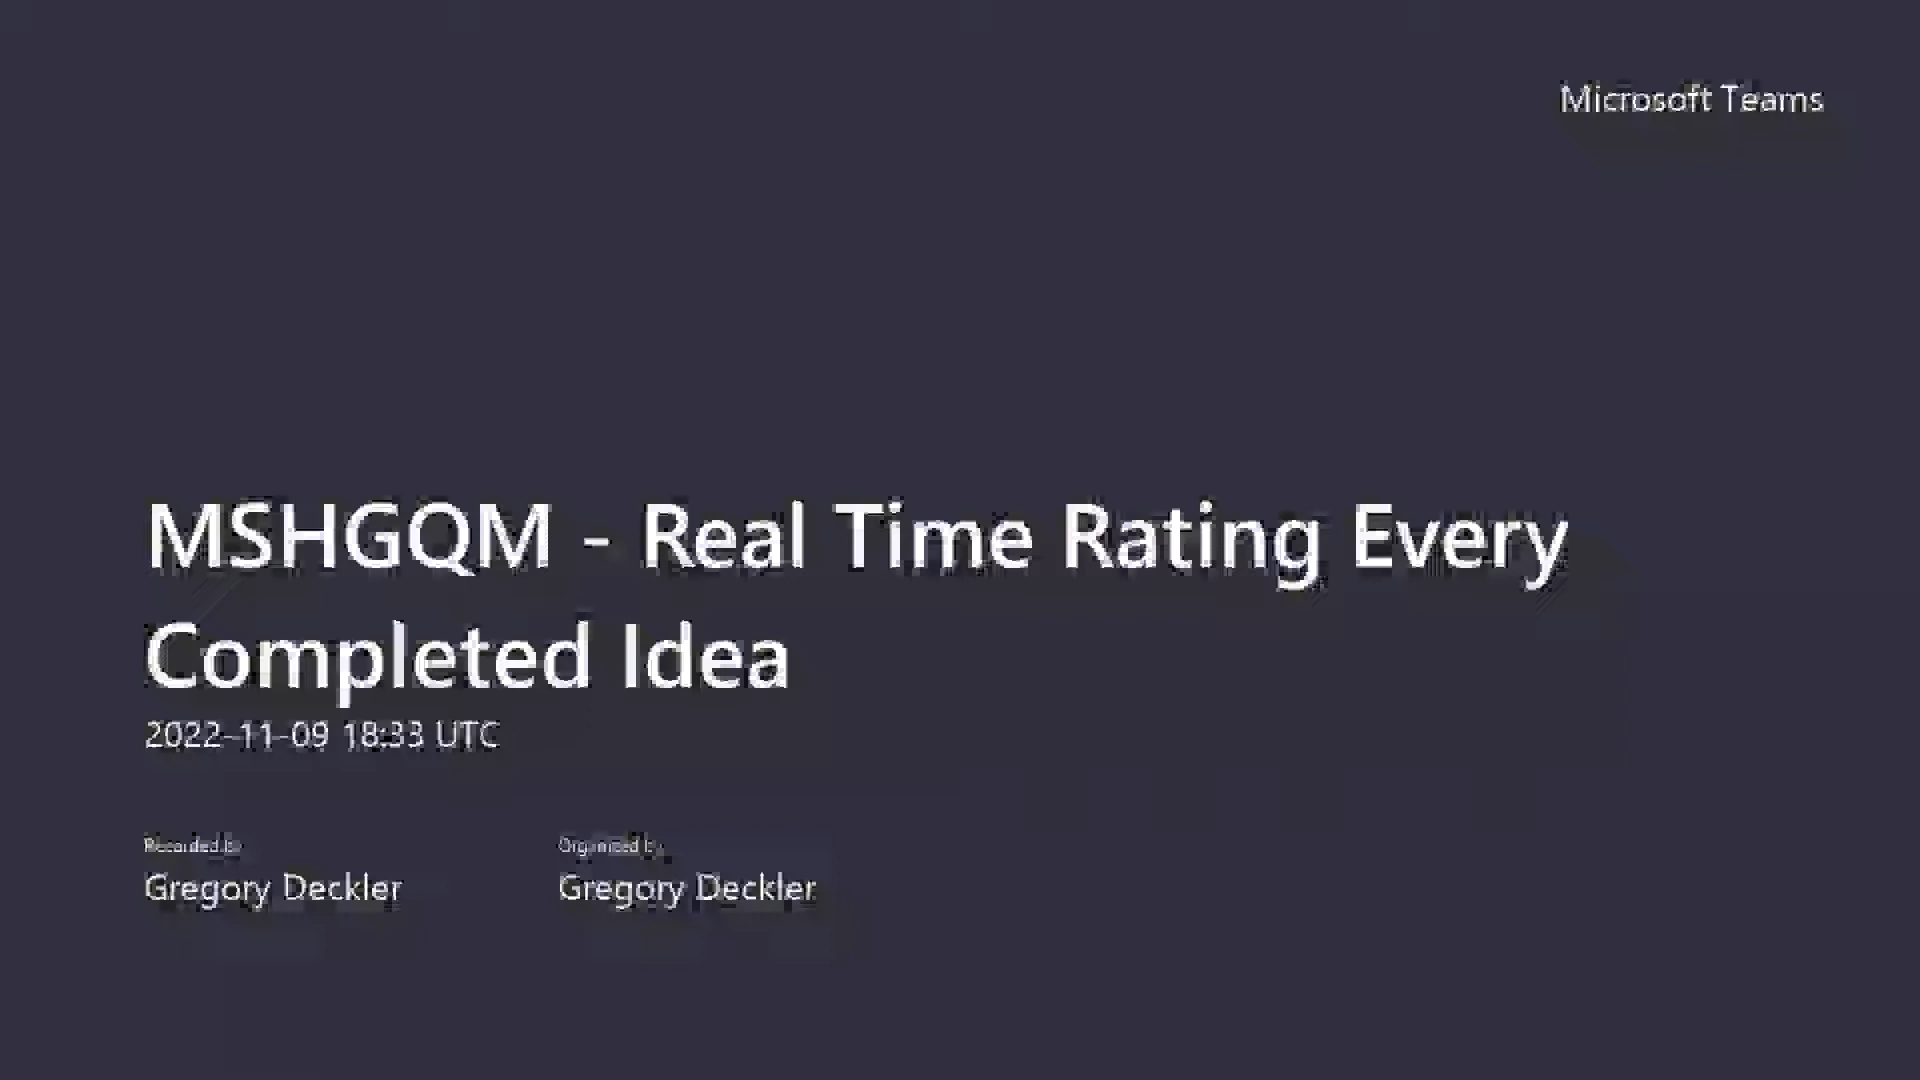 Microsoft Teams
MSHGQM - Real Time Rating Every
Completed Idea
2022-11-09 18:33 UTC
Recorded by
Organized by
Gregory Deckler
Gregory Deckler